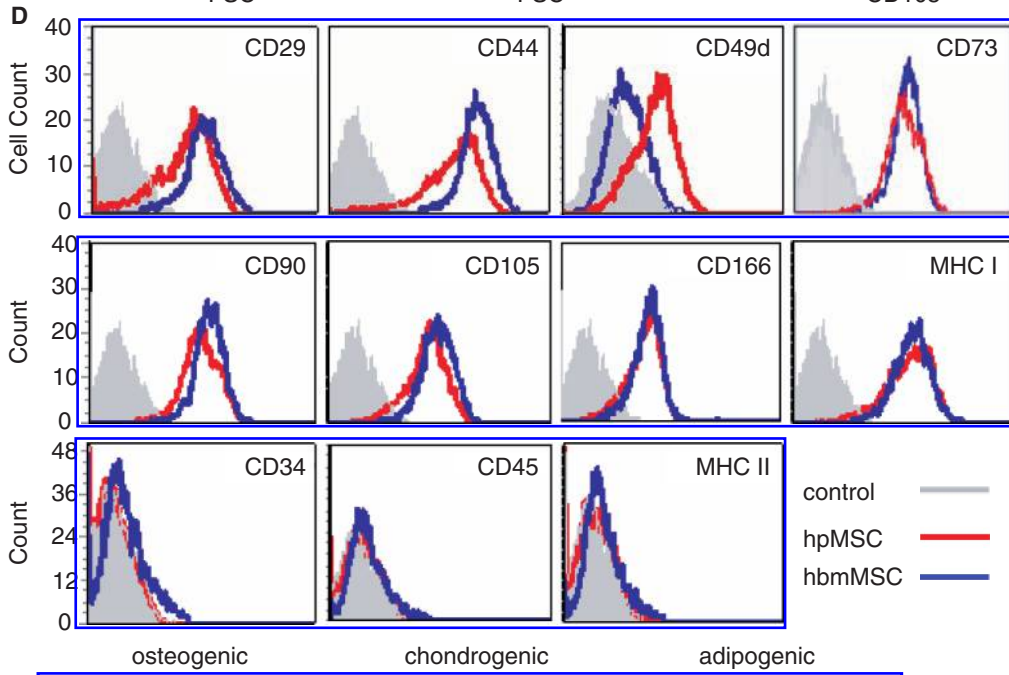 D
40 CD29 CD44 CD49d CD73
30
20
10
0
Cell Count
40 CD90 CD105 CD166 MHC I
30
20
10
0
Count
48 CD34 CD45 MHC II
36
24
12
0
Count
control
hpMSC
hbmMSC
osteogenic chondrogenic adipogenic